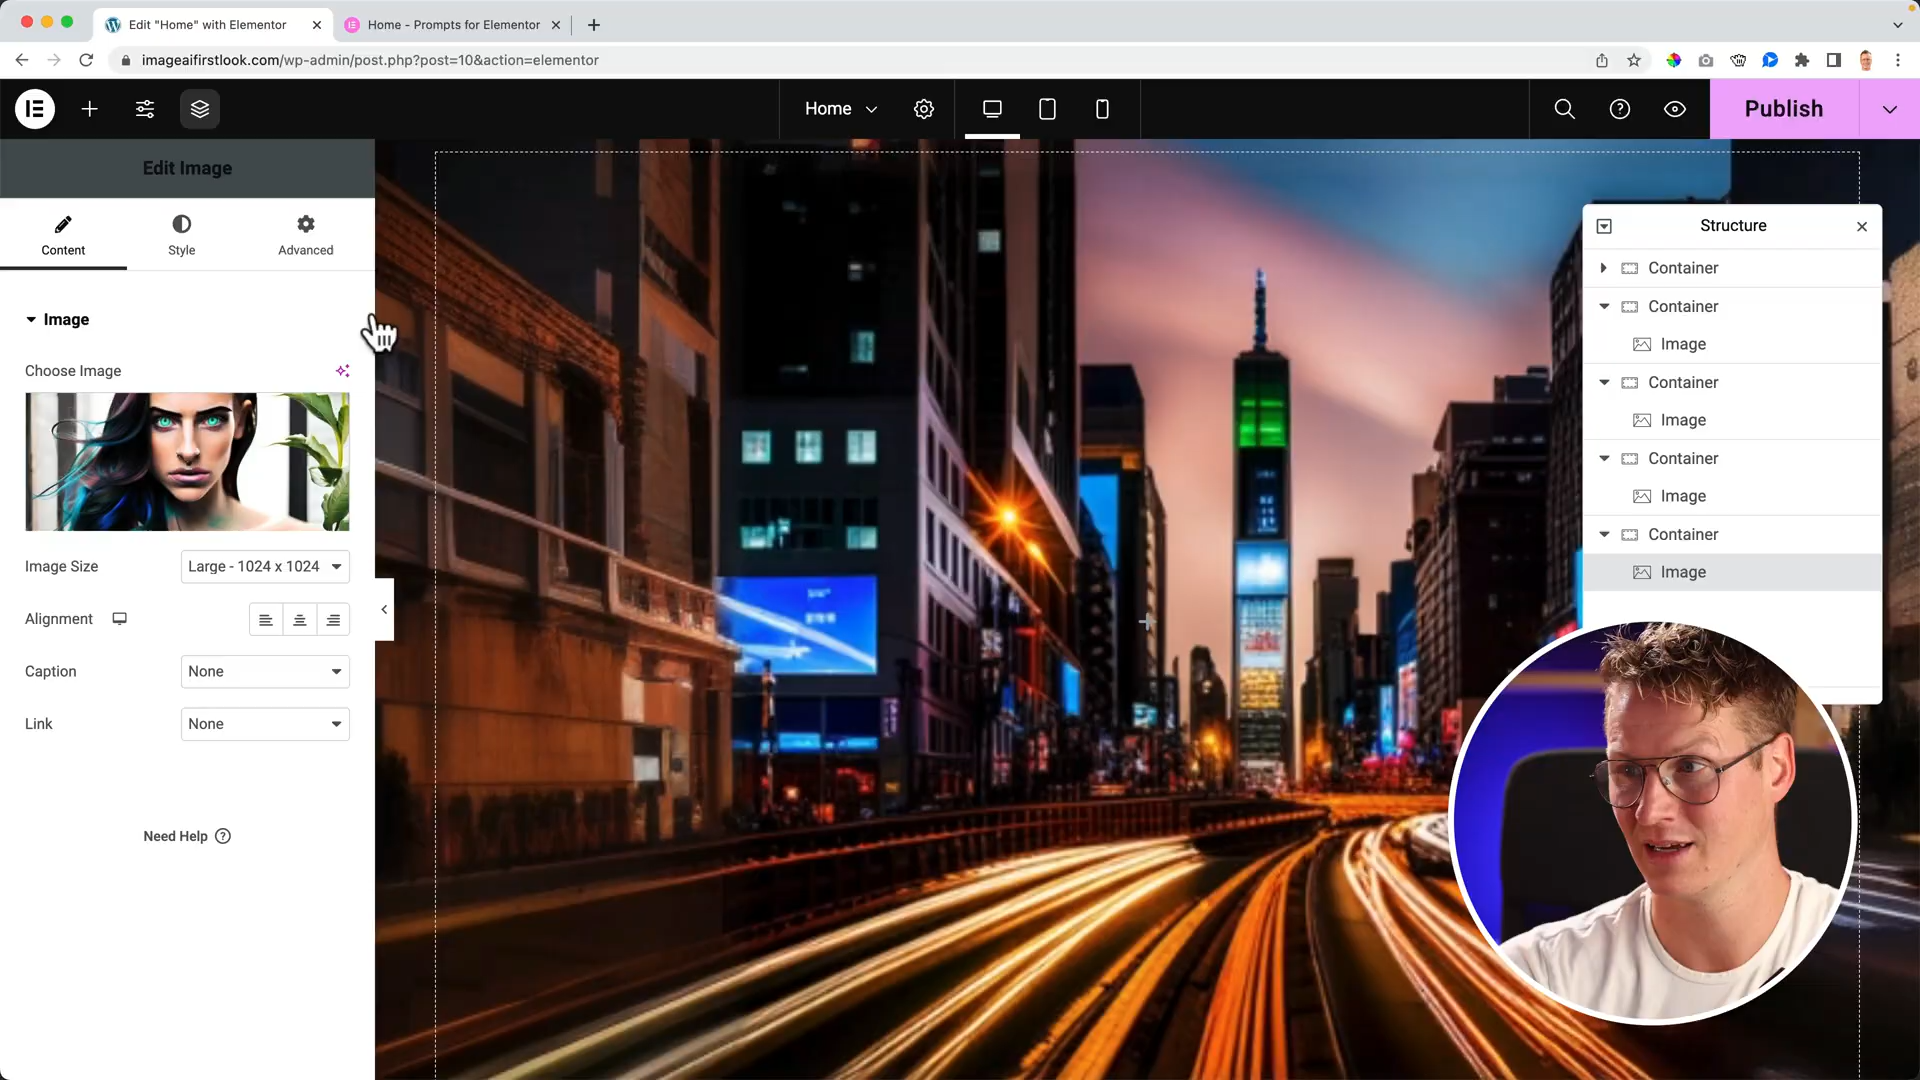 Edit "Home" with Elementor
Home - Prompts for Elementor
imageaifirstlook.com/wp-admin/post.php?post=10&action=elementor
Home
Publish
Edit Image
Content
Style
Advanced
Image
Choose Image
Image Size
Large - 1024 x 1024
Alignment
Caption
None
Link
None
Need Help
Structure
Container
Container
Image
Container
Image
Container
Image
Container
Image